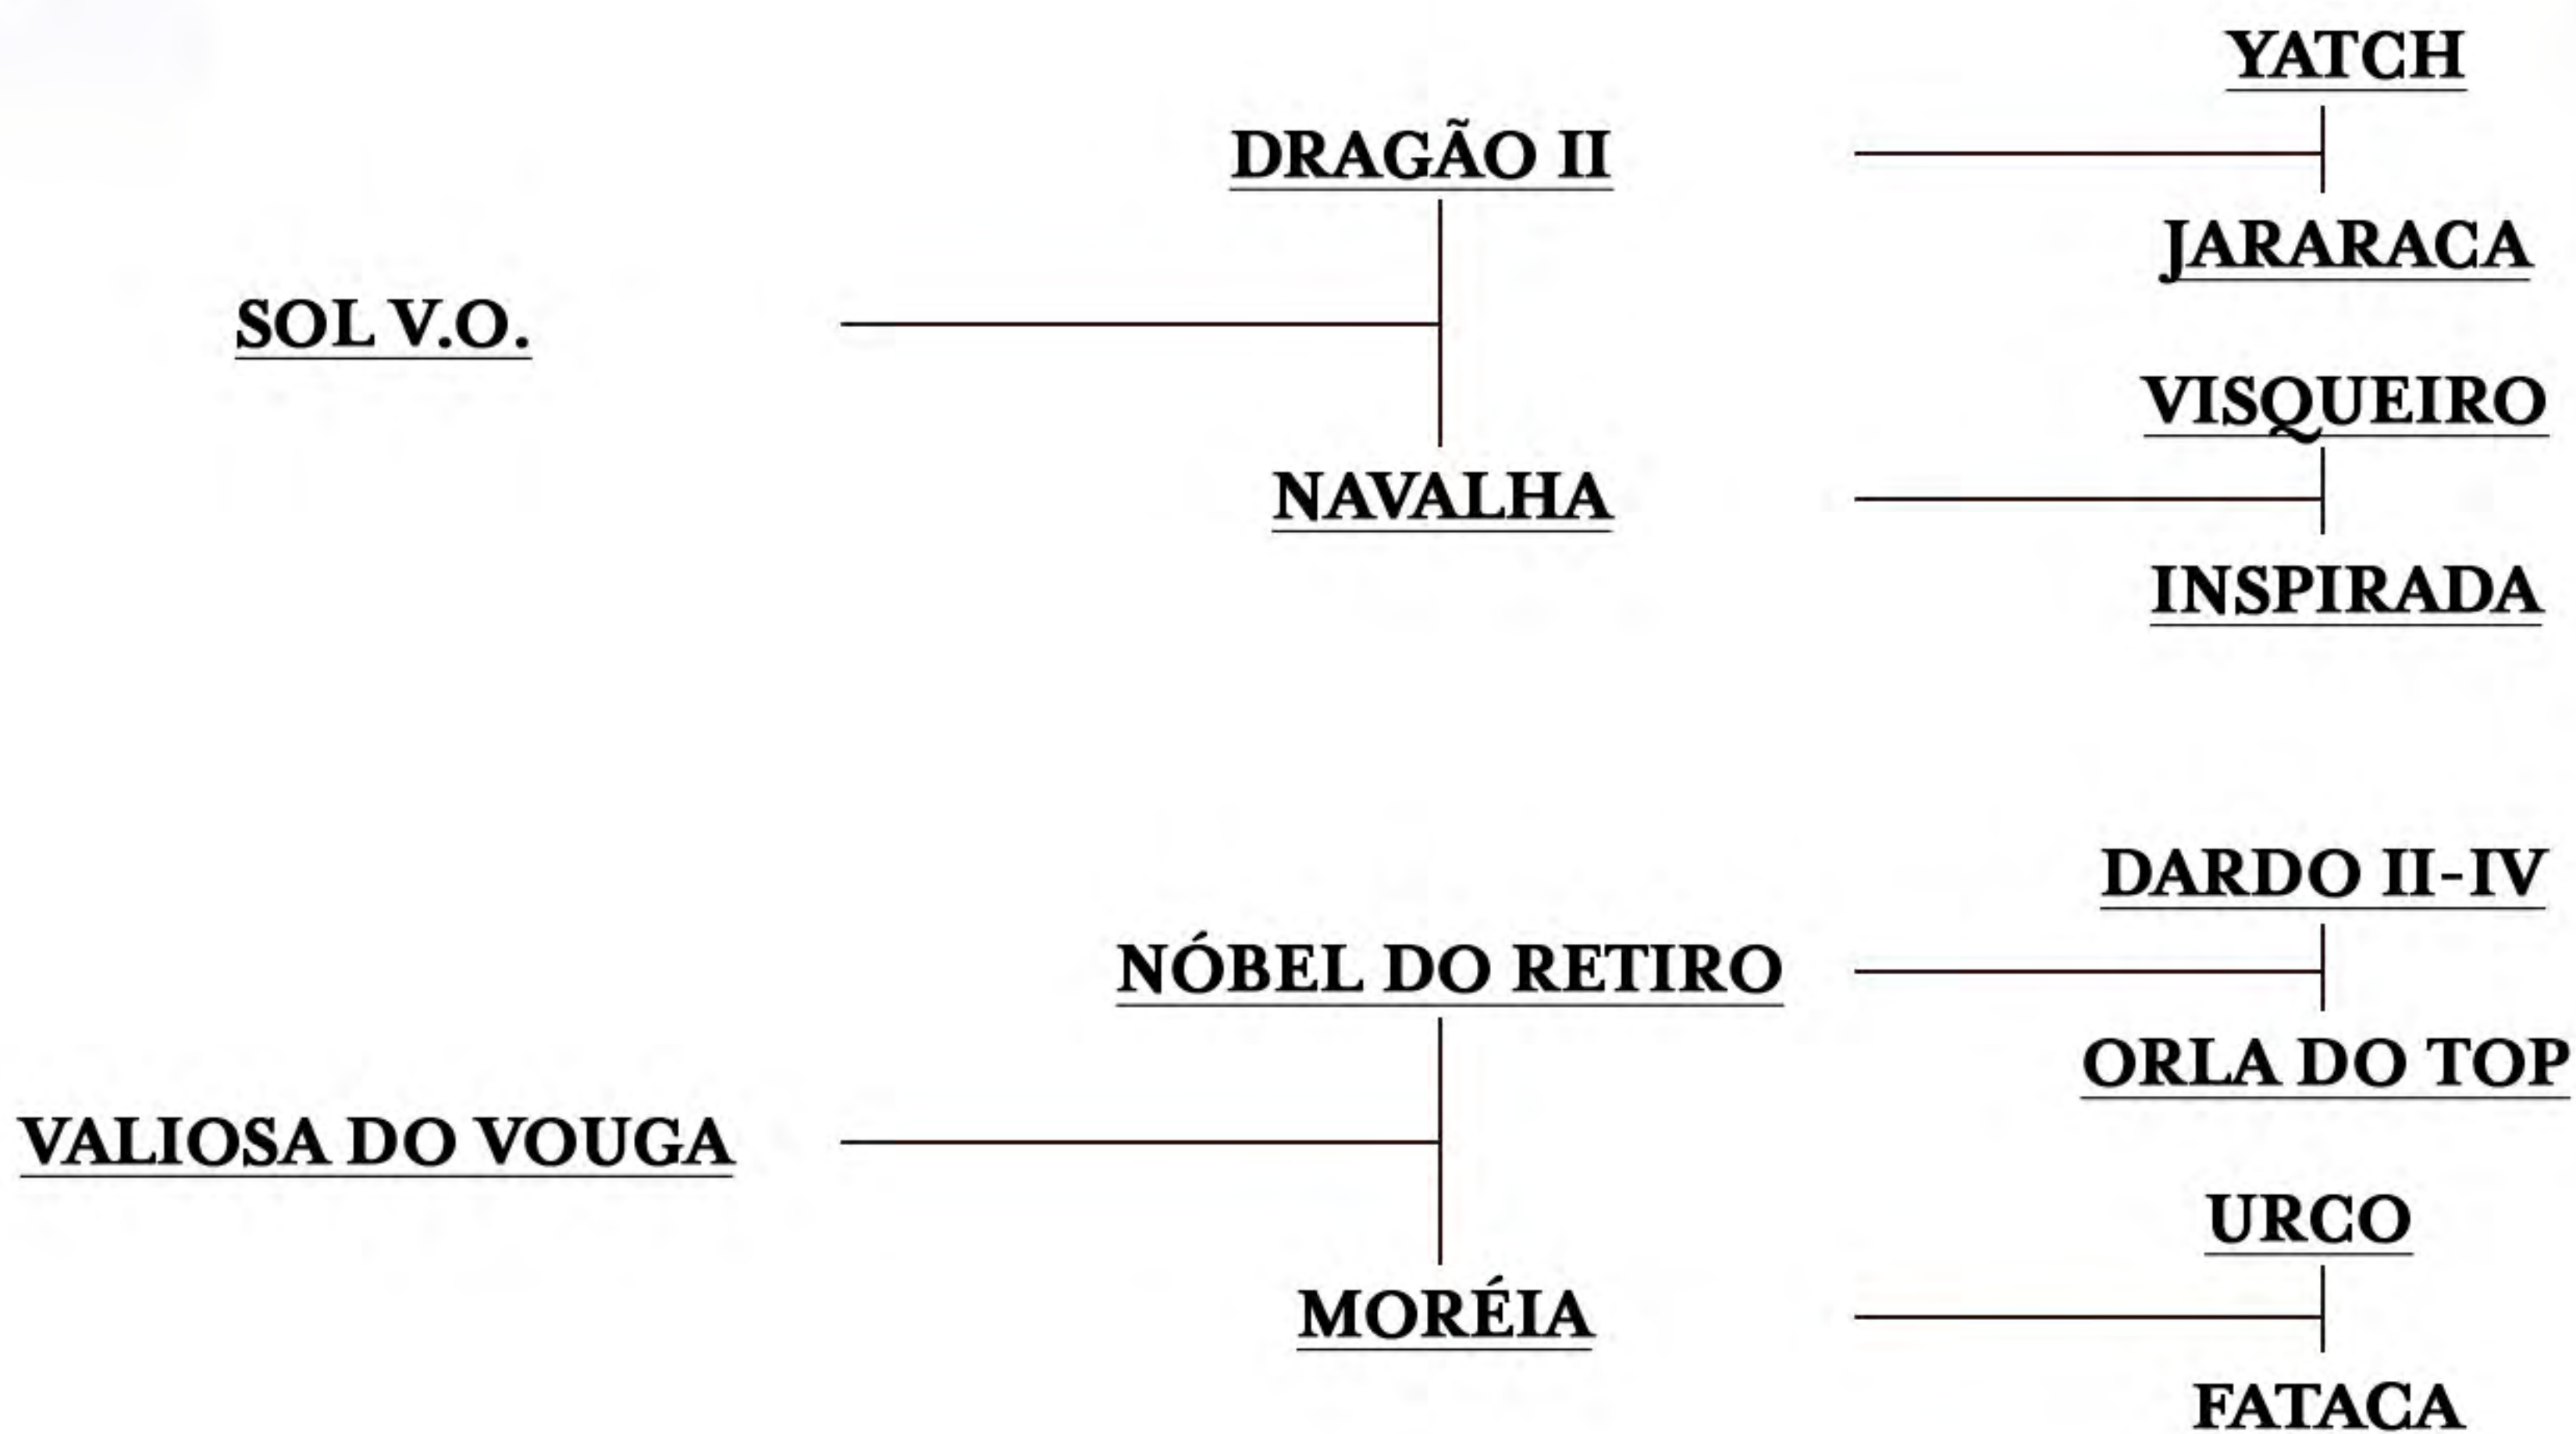 YATCH
DRAGÃO II
JARARACA
SOL V.O.
VISQUEIRO
NAVALHA
INSPIRADA
DARDO II-IV
NÓBEL DO RETIRO
ORLA DO TOP
VALIOSA DO VOUGA
URCO
MORÉIA
FATACA